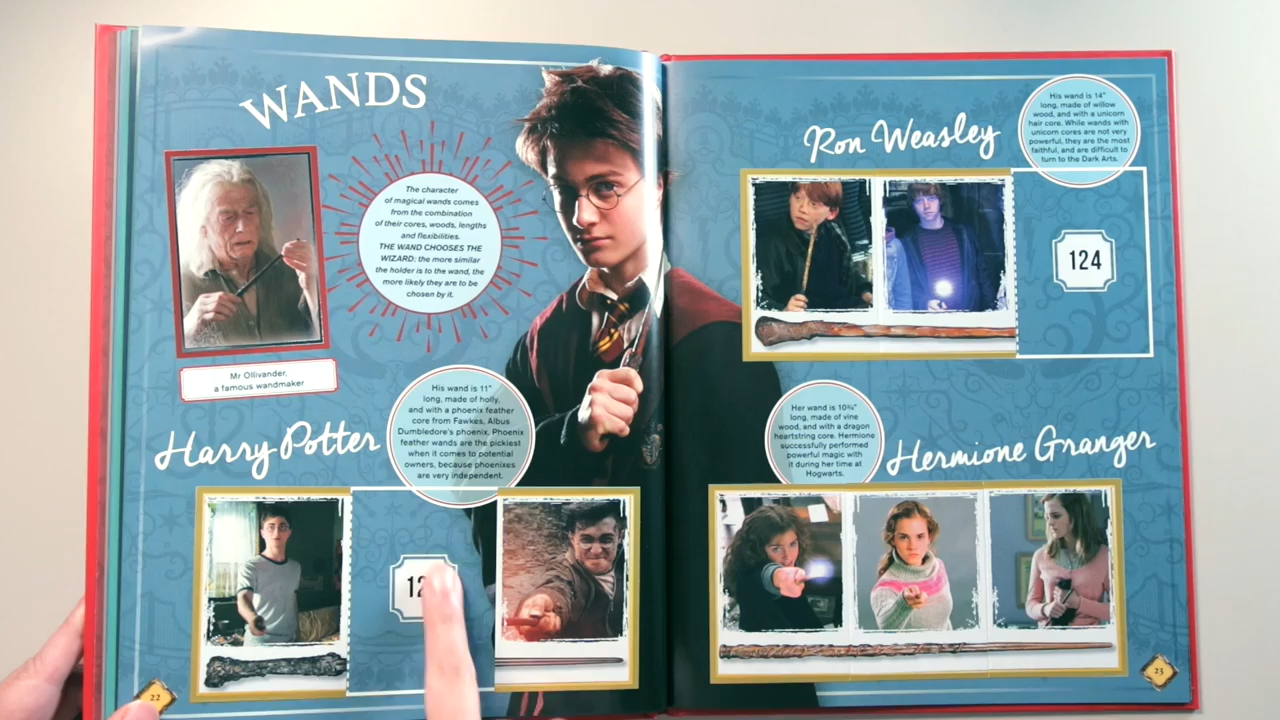 WANDS
The character
of magical wands comes
from the combination
of their cores, woods, lengths
and flexibilities.
THE WAND CHOOSES THE
WIZARD: the more similar
the holder is to the wand, the
more likely they are to be
chosen by it.
Mr Ollivander,
a famous wandmaker
Harry Potter
His wand is 11"
long, made of holly,
and with a phoenix feather
core from Fawkes, Albus
Dumbledore's phoenix. Phoenix
feather wands are the pickiest
when it comes to potential
owners, because phoenixes
are very independent.
22
Ron Weasley
His wand is 14"
long, made of willow
wood, and with a unicorn
hair core. While wands with
unicorn cores are not very
powerful, they are the most
faithful, and are difficult to
turn to the Dark Arts.
124
Her wand is 10¾"
long, made of vine
wood, and with a dragon
heartstring core. Hermione
successfully performed
powerful magic with
it during her time at
Hogwarts.
Hermione Granger
23